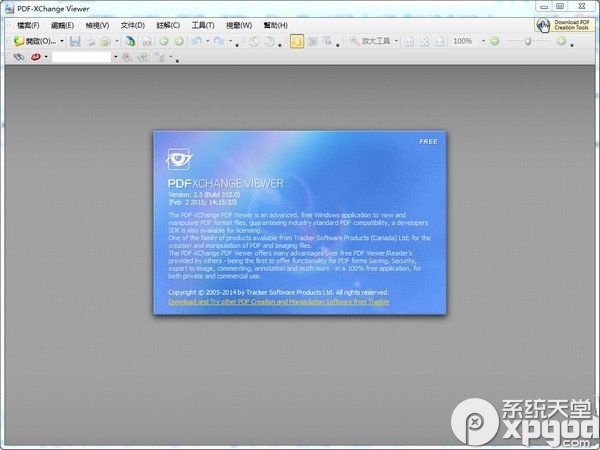 PDF-XChange Viewer
檔案(F) 編輯(E) 檢視(V) 文件(D) 註解(C) 工具(T) 視窗(W) 幫助(H)
Download PDF
Creation Tools
開啟(O)...
OCR
放大工具
100%
FREE
PDFXCHANGE VIEWER
Version: 2.5 (Build 312.0)
(Feb 2 2015; 14:15:33)
The PDF-XChange PDF Viewer is an advanced, free Windows application to view and
manipulate PDF format files, guaranteeing industry standard PDF compatibility, a developers
SDK is also available for licensing.
One of the family of products available from Tracker Software Products (Canada) Ltd; for the
creation and manipulation of PDF and Imaging files.
The PDF-XChange PDF Viewer offers many advantages over free PDF Viewer/Reader's
provided by others - being the first to offer functionality for PDF forms Saving, Security,
export to image, commenting, annotation and much more - in a 100% free application, for
both private and commercial use.
Copyright © 2005-2014 by Tracker Software Products Ltd. All rights reserved.
Download and Try other PDF Creation and Manipulation Software from Tracker
系统天堂
Pxpgod.com